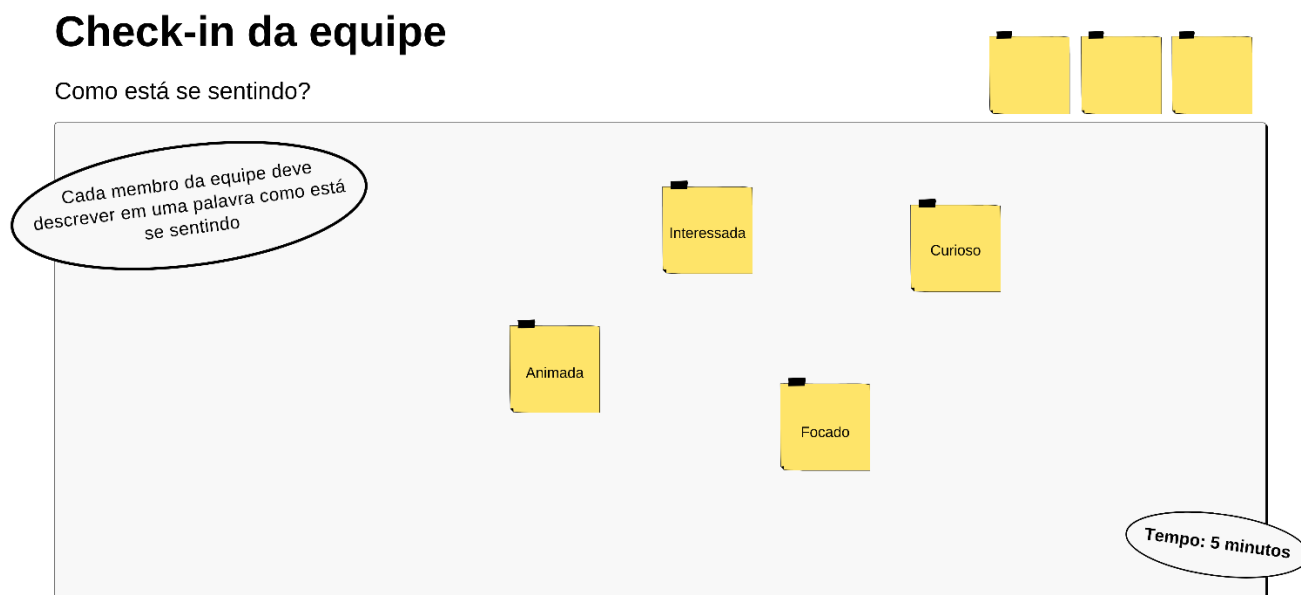 Check-in da equipe
Como está se sentindo?
Cada membro da equipe deve
descrever em uma palavra como está
se sentindo
Interessada
Curioso
Animada
Focado
Tempo: 5 minutos